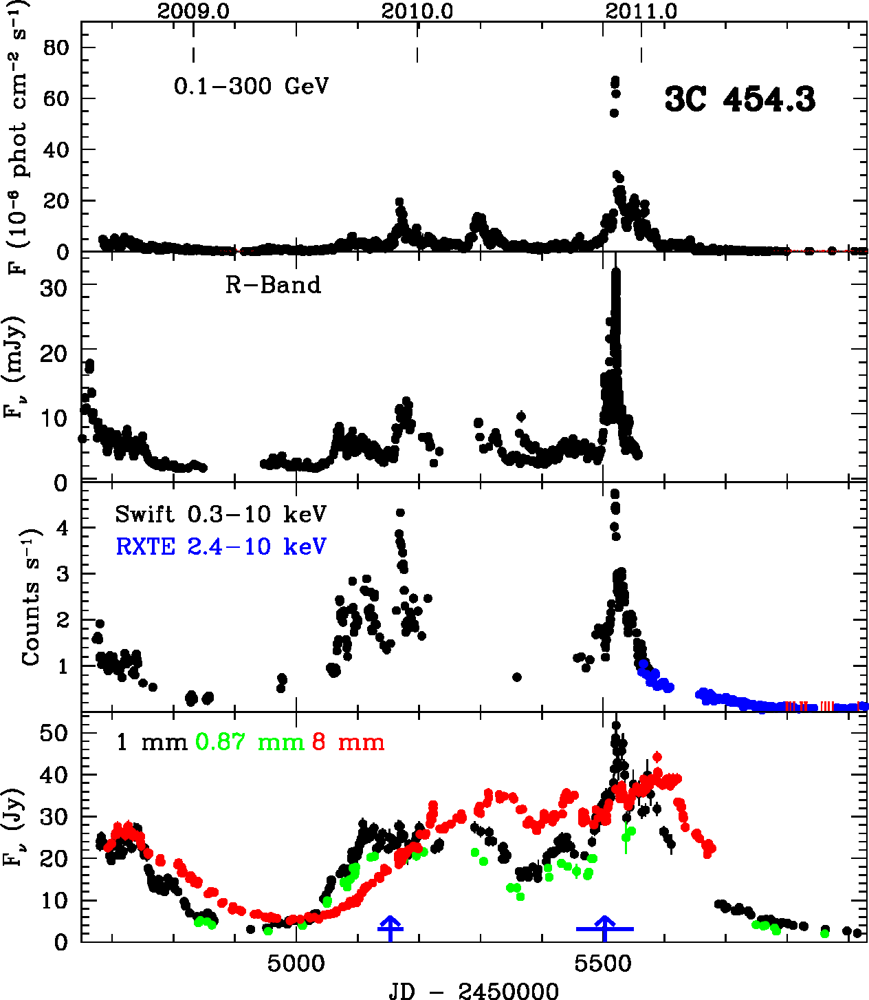 2009.0 2010.0 2011.0
F (10⁻⁶ phot cm⁻² s⁻¹)
80
60
40
20
0
0.1−300 GeV
3C 454.3
F_ν (mJy)
30
20
10
0
R−Band
Counts s⁻¹
4
3
2
1
Swift 0.3−10 keV
RXTE 2.4−10 keV
F_ν (Jy)
50
40
30
20
10
0
1 mm 0.87 mm 8 mm
5000 5500
JD − 2450000